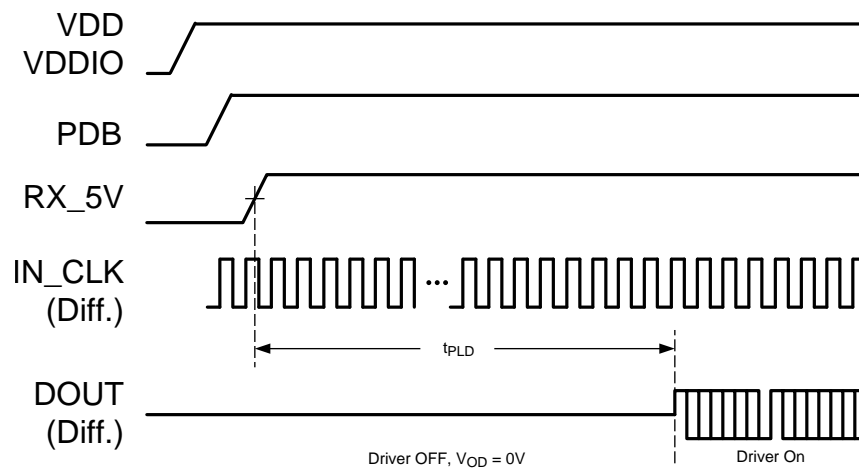 VDD
VDDIO
PDB
RX_5V
IN_CLK
(Diff.)
...
tPLD
DOUT
(Diff.)
Driver OFF, VOD = 0V
Driver On